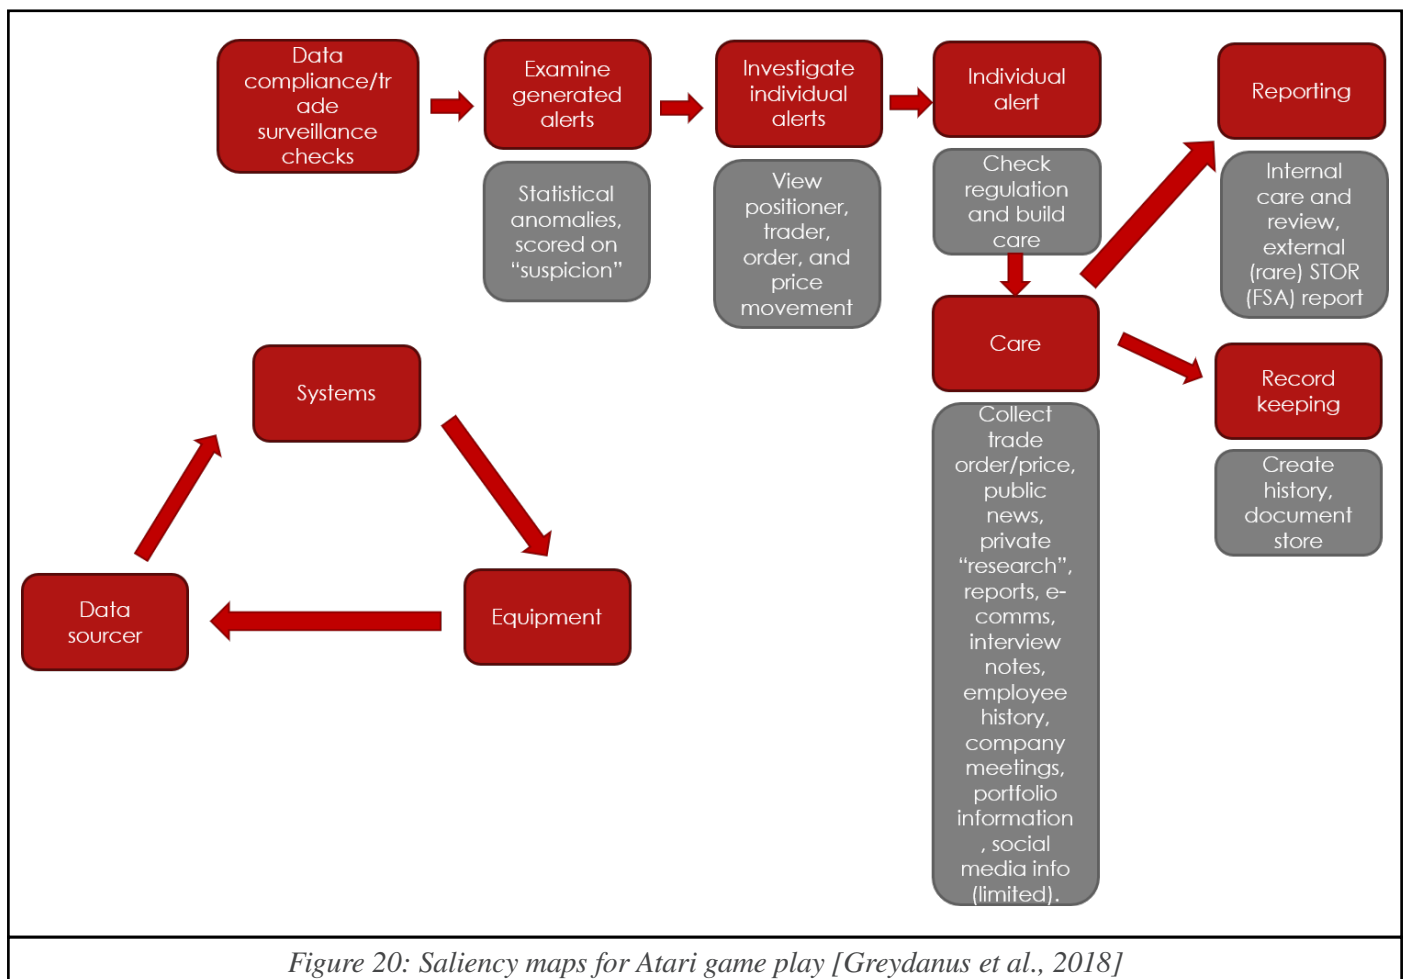 Data
compliance/tr
ade
surveillance
checks
Examine
generated
alerts
Statistical
anomalies,
scored on
“suspicion”
Investigate
individual
alerts
View
positioner,
trader,
order, and
price
movement
Individual
alert
Check
regulation
and build
care
Care
Collect
trade
order/price,
public
news,
private
“research”,
reports, e-
comms,
interview
notes,
employee
history,
company
meetings,
portfolio
information
, social
media info
(limited).
Reporting
Internal
care and
review,
external
(rare) STOR
(FSA) report
Record
keeping
Create
history,
document
store
Systems
Equipment
Data
sourcer
Figure 20: Saliency maps for Atari game play [Greydanus et al., 2018]